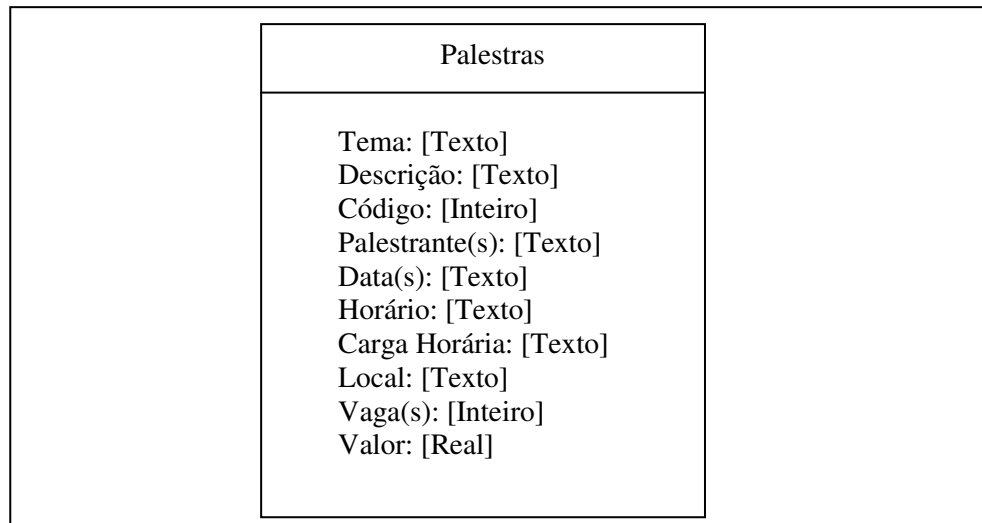 Palestras
Tema: [Texto]
Descrição: [Texto]
Código: [Inteiro]
Palestrante(s): [Texto]
Data(s): [Texto]
Horário: [Texto]
Carga Horária: [Texto]
Local: [Texto]
Vaga(s): [Inteiro]
Valor: [Real]